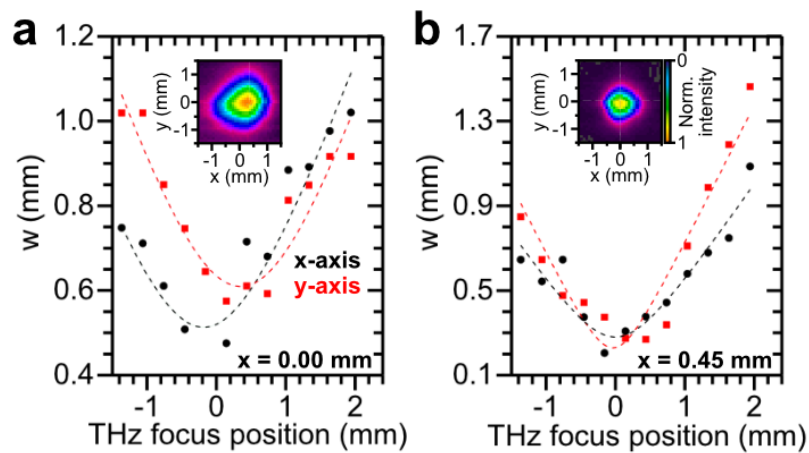 a
1.2
1.0
0.8
0.6
0.4
w (mm)
y (mm)
1
0
-1
-1 0 1
x (mm)
x-axis
y-axis
x = 0.00 mm
-1 0 1 2
THz focus position (mm)
b
1.7
1.3
0.9
0.5
0.1
w (mm)
y (mm)
1
0
-1
-1 0 1
x (mm)
0
1
Norm.
intensity
x = 0.45 mm
-1 0 1 2
THz focus position (mm)